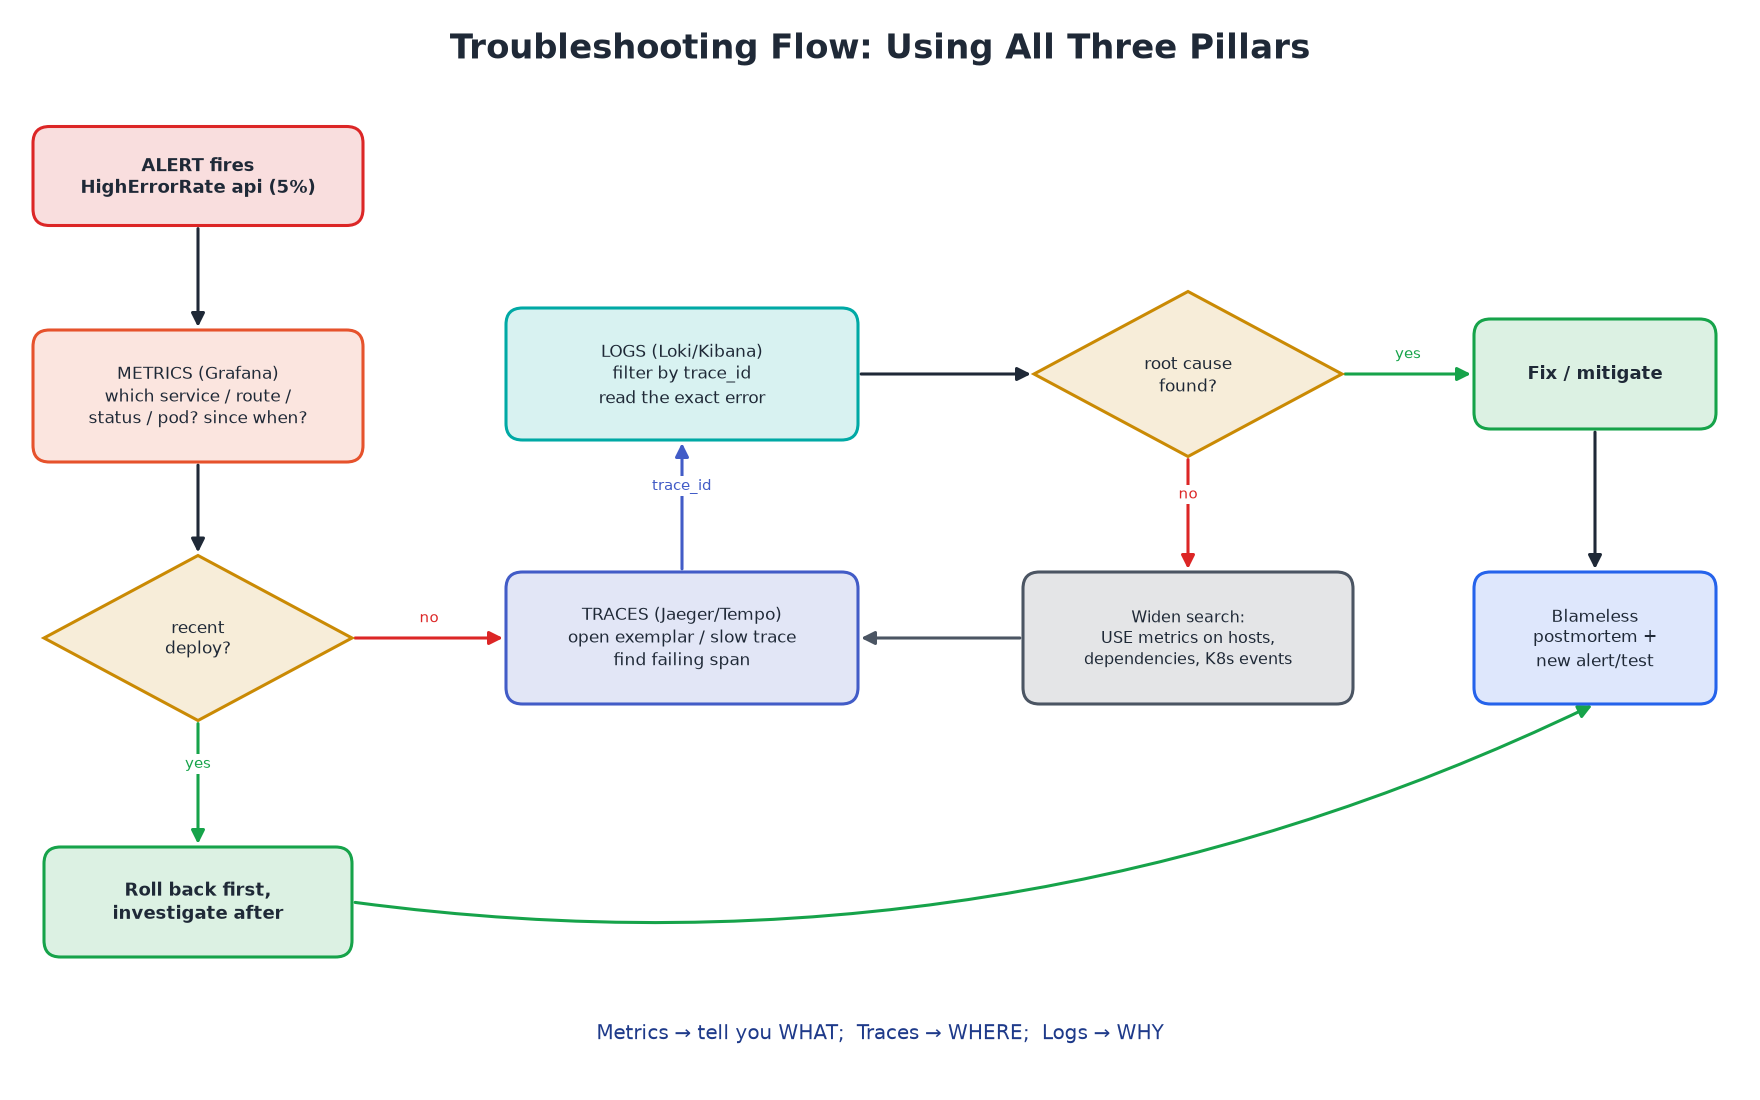 Troubleshooting Flow: Using All Three Pillars
ALERT fires
HighErrorRate api (5%)
METRICS (Grafana)
which service / route /
status / pod? since when?
recent
deploy?
yes
Roll back first,
investigate after
no
TRACES (Jaeger/Tempo)
open exemplar / slow trace
find failing span
trace_id
LOGS (Loki/Kibana)
filter by trace_id
read the exact error
root cause
found?
no
Widen search:
USE metrics on hosts,
dependencies, K8s events
yes
Fix / mitigate
Blameless
postmortem +
new alert/test
Metrics → tell you WHAT; Traces → WHERE; Logs → WHY